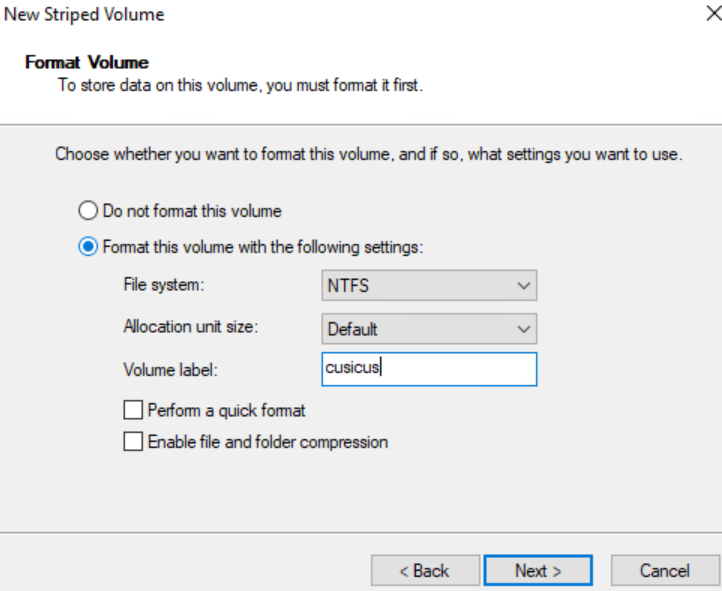 New Striped Volume
Format Volume
To store data on this volume, you must format it first.
Choose whether you want to format this volume, and if so, what settings you want to use.
Do not format this volume
Format this volume with the following settings:
File system: NTFS
Allocation unit size: Default
Volume label: cusicus
Perform a quick format
Enable file and folder compression
< Back Next > Cancel